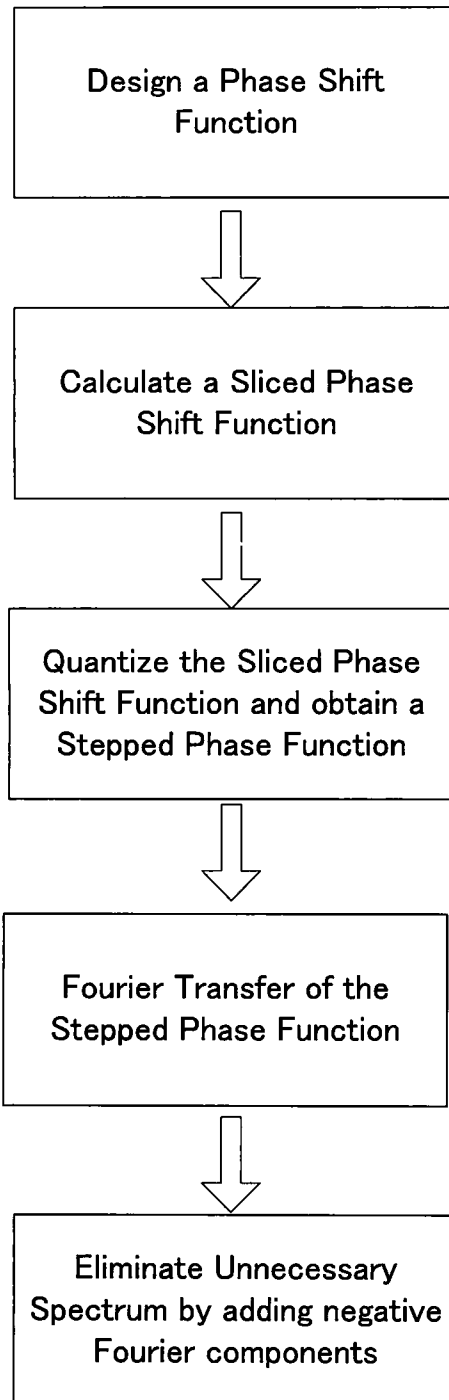 Design a Phase Shift
Function
Calculate a Sliced Phase
Shift Function
Quantize the Sliced Phase
Shift Function and obtain a
Stepped Phase Function
Fourier Transfer of the
Stepped Phase Function
Eliminate Unnecessary
Spectrum by adding negative
Fourier components